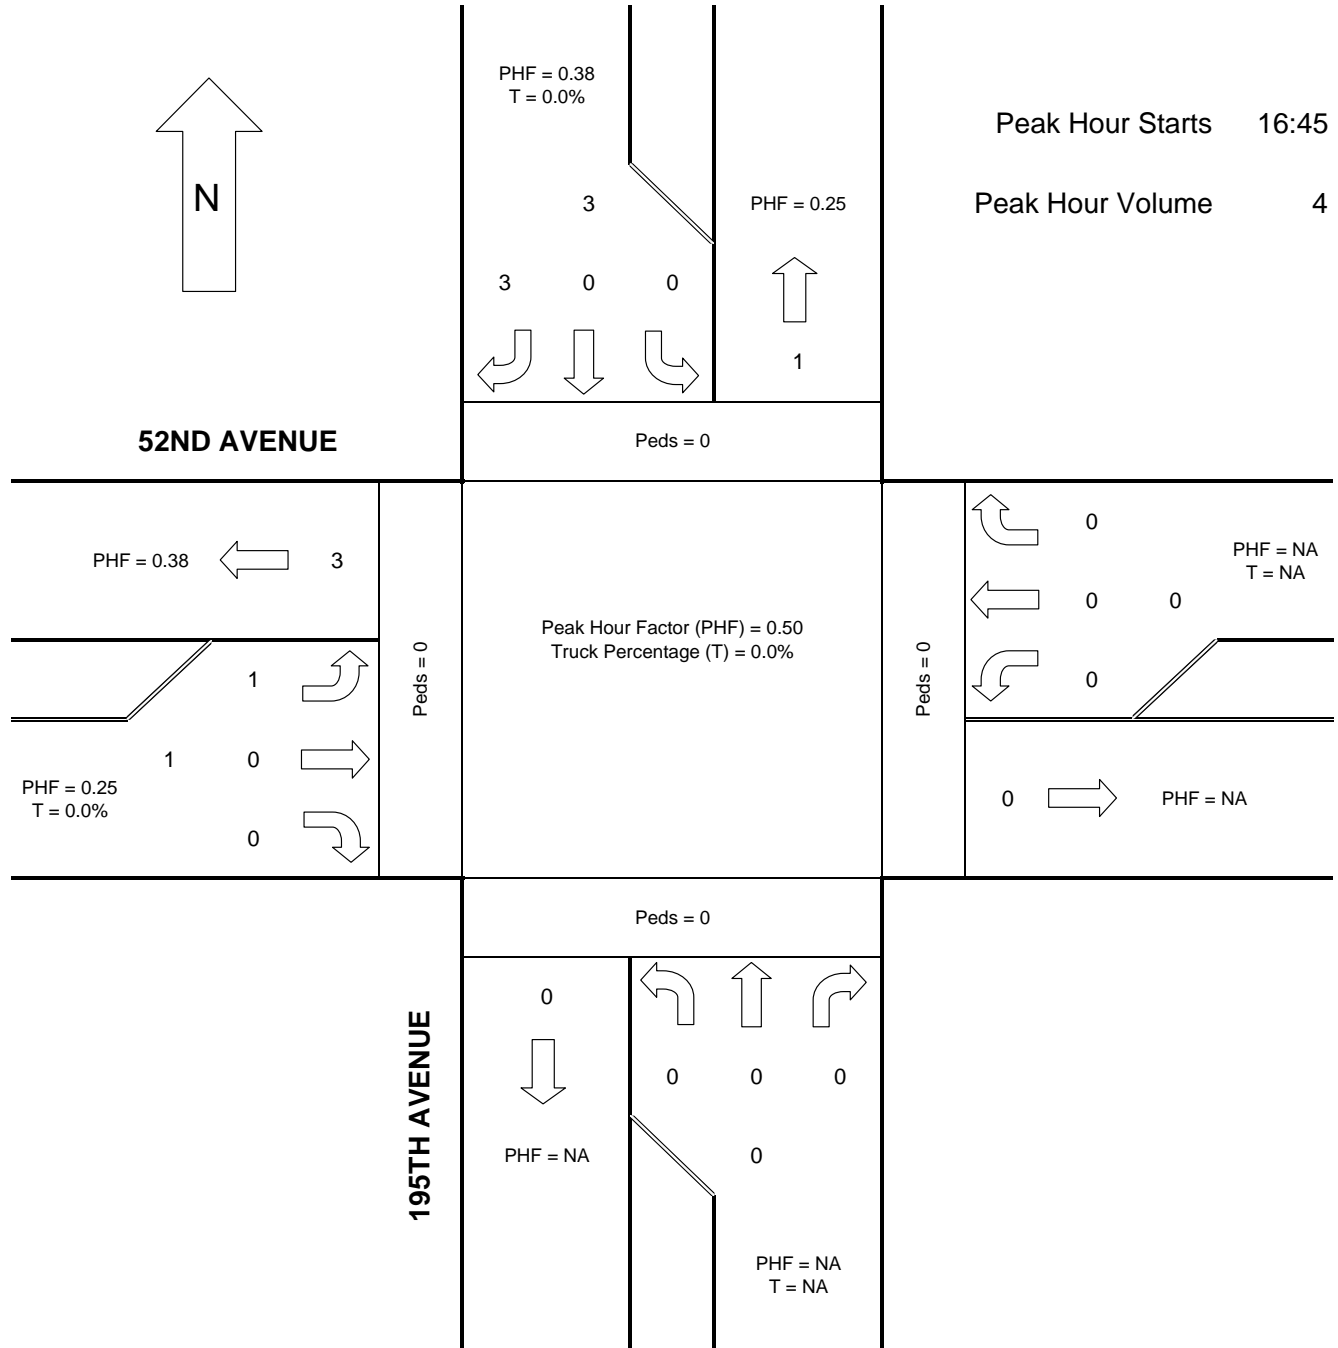 PHF = 0.38
T = 0.0%
Peak Hour Starts 16:45
N
3
PHF = 0.25
Peak Hour Volume 4
3 0 0
1
52ND AVENUE
Peds = 0
0
PHF = NA
T = NA
PHF = 0.38 3
0 0
Peak Hour Factor (PHF) = 0.50
Truck Percentage (T) = 0.0%
Peds = 0
Peds = 0
1
0
1 0
PHF = 0.25
T = 0.0%
0 PHF = NA
0
Peds = 0
0
195TH AVENUE
0 0 0
PHF = NA
0
PHF = NA
T = NA